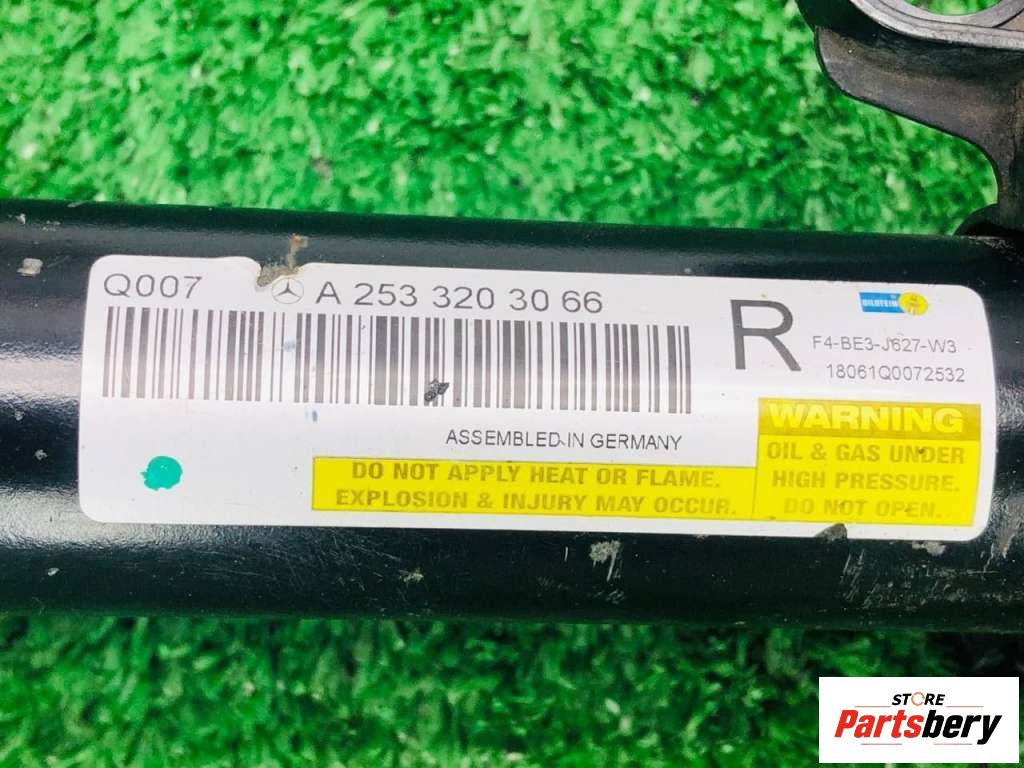 Q007 A 253 320 30 66
R
BILSTEIN
F4-BE3-J627-W3
18061Q0072532
ASSEMBLED IN GERMANY
DO NOT APPLY HEAT OR FLAME.
EXPLOSION & INJURY MAY OCCUR.
WARNING
OIL & GAS UNDER
HIGH PRESSURE.
DO NOT OPEN.
STORE
Partsbery